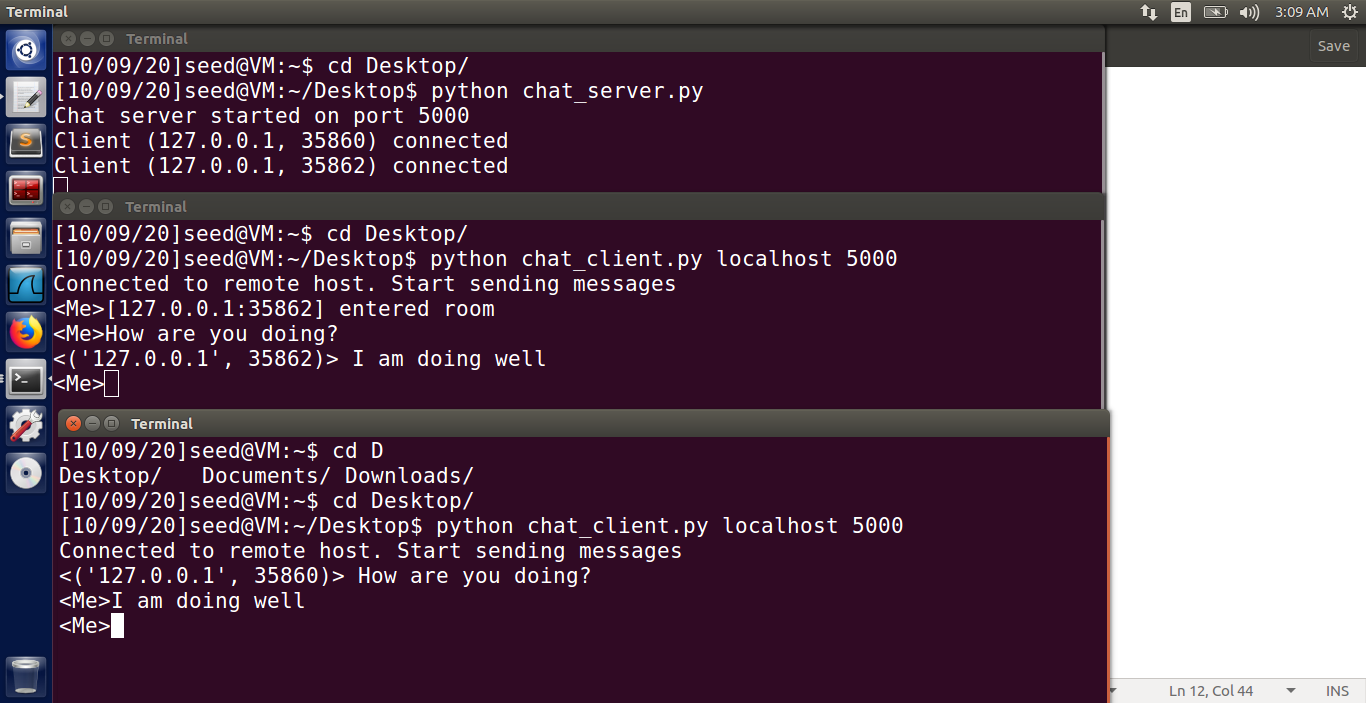 Terminal
En
3:09 AM
Save
Terminal
[10/09/20]seed@VM:~$ cd Desktop/
[10/09/20]seed@VM:~/Desktop$ python chat_server.py
Chat server started on port 5000
Client (127.0.0.1, 35860) connected
Client (127.0.0.1, 35862) connected
Terminal
[10/09/20]seed@VM:~$ cd Desktop/
[10/09/20]seed@VM:~/Desktop$ python chat_client.py localhost 5000
Connected to remote host. Start sending messages
<Me>[127.0.0.1:35862] entered room
<Me>How are you doing?
<('127.0.0.1', 35862)> I am doing well
<Me>
Terminal
[10/09/20]seed@VM:~$ cd D
Desktop/   Documents/ Downloads/
[10/09/20]seed@VM:~$ cd Desktop/
[10/09/20]seed@VM:~/Desktop$ python chat_client.py localhost 5000
Connected to remote host. Start sending messages
<('127.0.0.1', 35860)> How are you doing?
<Me>I am doing well
<Me>
Ln 12, Col 44
INS